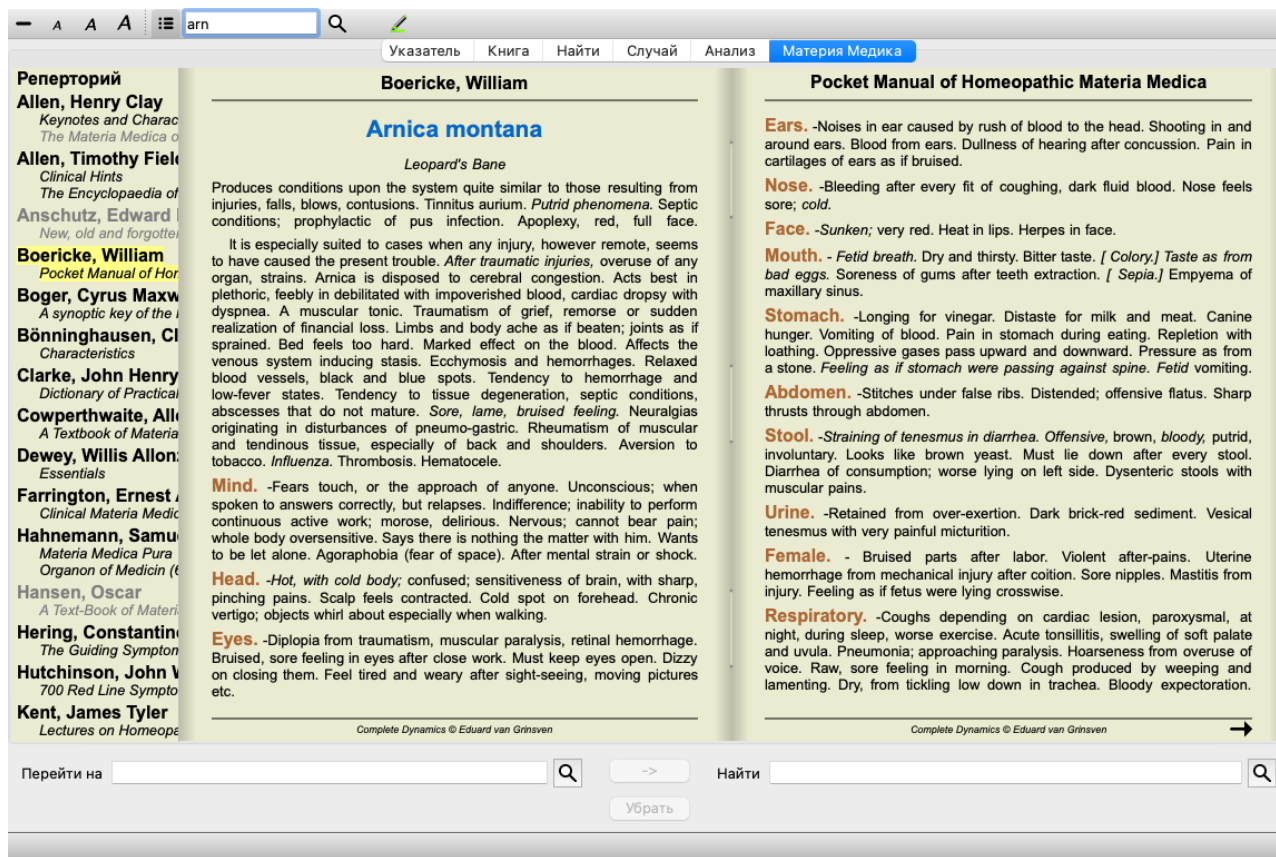 A A A arn
Указатель Книга Найти Случай Анализ Материя Медика
Реперторий
Allen, Henry Clay
Keynotes and Charac
The Materia Medica o
Allen, Timothy Field
Clinical Hints
The Encyclopaedia of
Anschutz, Edward
New, old and forgotten
Boericke, William
Pocket Manual of Hom
Boger, Cyrus Maxw
A synoptic key of the
Bönninghausen, Cl
Characteristics
Clarke, John Henry
Dictionary of Practical
Cowperthwaite, Alle
A Textbook of Materia
Dewey, Willis Allonz
Essentials
Farrington, Ernest A
Clinical Materia Medic
Hahnemann, Samu
Materia Medica Pura
Organon of Medicin (6
Hansen, Oscar
A Text-Book of Materi
Hering, Constantin
The Guiding Symptom
Hutchinson, John W
700 Red Line Sympto
Kent, James Tyler
Lectures on Homeopa
Boericke, William
Arnica montana
Leopard's Bane
Produces conditions upon the system quite similar to those resulting from
injuries, falls, blows, contusions. Tinnitus aurium. Putrid phenomena. Septic
conditions; prophylactic of pus infection. Apoplexy, red, full face.
It is especially suited to cases when any injury, however remote, seems
to have caused the present trouble. After traumatic injuries, overuse of any
organ, strains. Arnica is disposed to cerebral congestion. Acts best in
plethoric, feebly in debilitated with impoverished blood, cardiac dropsy with
dyspnea. A muscular tonic. Traumatism of grief, remorse or sudden
realization of financial loss. Limbs and body ache as if beaten; joints as if
sprained. Bed feels too hard. Marked effect on the blood. Affects the
venous system inducing stasis. Ecchymosis and hemorrhages. Relaxed
blood vessels, black and blue spots. Tendency to hemorrhage and
low-fever states. Tendency to tissue degeneration, septic conditions,
abscesses that do not mature. Sore, lame, bruised feeling. Neuralgias
originating in disturbances of pneumo-gastric. Rheumatism of muscular
and tendinous tissue, especially of back and shoulders. Aversion to
tobacco. Influenza. Thrombosis. Hematocele.
Mind. -Fears touch, or the approach of anyone. Unconscious; when
spoken to answers correctly, but relapses. Indifference; inability to perform
continuous active work; morose, delirious. Nervous; cannot bear pain;
whole body oversensitive. Says there is nothing the matter with him. Wants
to be let alone. Agoraphobia (fear of space). After mental strain or shock.
Head. -Hot, with cold body; confused; sensitiveness of brain, with sharp,
pinching pains. Scalp feels contracted. Cold spot on forehead. Chronic
vertigo; objects whirl about especially when walking.
Eyes. -Diplopia from traumatism, muscular paralysis, retinal hemorrhage.
Bruised, sore feeling in eyes after close work. Must keep eyes open. Dizzy
on closing them. Feel tired and weary after sight-seeing, moving pictures
etc.
Complete Dynamics © Eduard van Grinsven
Pocket Manual of Homeopathic Materia Medica
Ears. -Noises in ear caused by rush of blood to the head. Shooting in and
around ears. Blood from ears. Dullness of hearing after concussion. Pain in
cartilages of ears as if bruised.
Nose. -Bleeding after every fit of coughing, dark fluid blood. Nose feels
sore; cold.
Face. -Sunken; very red. Heat in lips. Herpes in face.
Mouth. - Fetid breath. Dry and thirsty. Bitter taste. [ Colory.] Taste as from
bad eggs. Soreness of gums after teeth extraction. [ Sepia.] Empyema of
maxillary sinus.
Stomach. -Longing for vinegar. Distaste for milk and meat. Canine
hunger. Vomiting of blood. Pain in stomach during eating. Repletion with
loathing. Oppressive gases pass upward and downward. Pressure as from
a stone. Feeling as if stomach were passing against spine. Fetid vomiting.
Abdomen. -Stitches under false ribs. Distended; offensive flatus. Sharp
thrusts through abdomen.
Stool. -Straining of tenesmus in diarrhea. Offensive, brown, bloody, putrid,
involuntary. Looks like brown yeast. Must lie down after every stool.
Diarrhea of consumption; worse lying on left side. Dysenteric stools with
muscular pains.
Urine. -Retained from over-exertion. Dark brick-red sediment. Vesical
tenesmus with very painful micturition.
Female. - Bruised parts after labor. Violent after-pains. Uterine
hemorrhage from mechanical injury after coition. Sore nipples. Mastitis from
injury. Feeling as if fetus were lying crosswise.
Respiratory. -Coughs depending on cardiac lesion, paroxysmal, at
night, during sleep, worse exercise. Acute tonsillitis, swelling of soft palate
and uvula. Pneumonia; approaching paralysis. Hoarseness from overuse of
voice. Raw, sore feeling in morning. Cough produced by weeping and
lamenting. Dry, from tickling low down in trachea. Bloody expectoration.
Complete Dynamics © Eduard van Grinsven
Перейти на -> Найти
Убрать